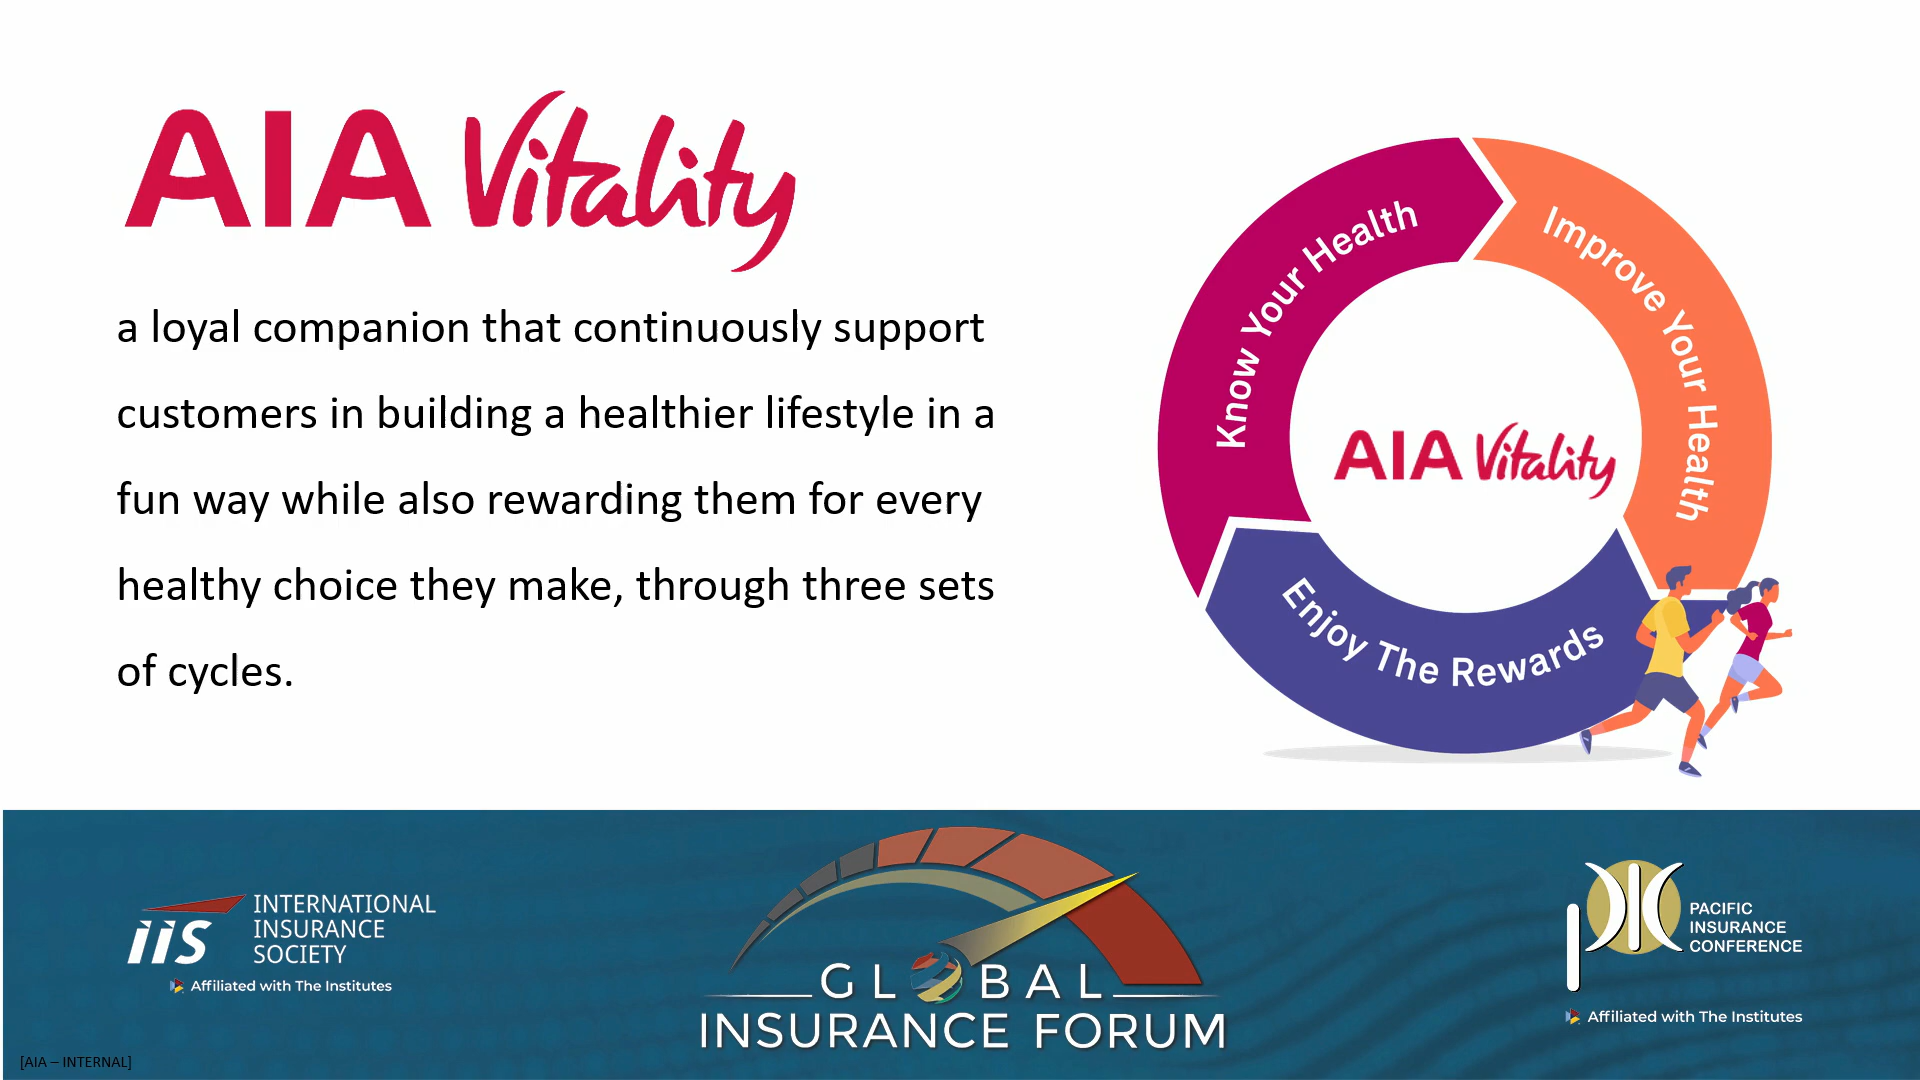 AIA Vitality
a loyal companion that continuously support
customers in building a healthier lifestyle in a
fun way while also rewarding them for every
healthy choice they make, through three sets
of cycles.
Know Your Health
Improve Your Health
AIA Vitality
Enjoy The Rewards
iis
INTERNATIONAL
INSURANCE
SOCIETY
Affiliated with The Institutes
GLOBAL
INSURANCE FORUM
PIC
PACIFIC
INSURANCE
CONFERENCE
Affiliated with The Institutes
[AIA – INTERNAL]